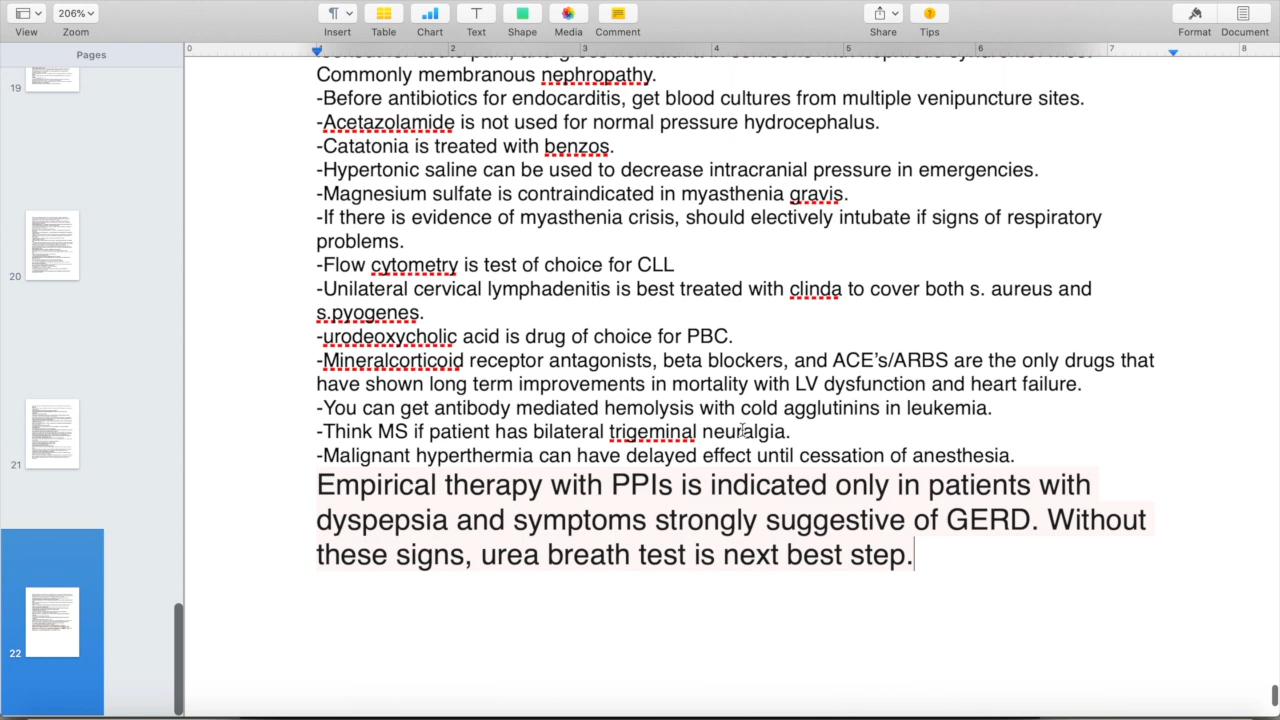 206%
View
Zoom
Insert
Table
Chart
Text
Shape
Media
Comment
Share
Tips
Format
Document
Pages
0 1 2 3 4 5 6 7 8
19
20
21
22
Commonly membranous nephropathy.
-Before antibiotics for endocarditis, get blood cultures from multiple venipuncture sites.
-Acetazolamide is not used for normal pressure hydrocephalus.
-Catatonia is treated with benzos.
-Hypertonic saline can be used to decrease intracranial pressure in emergencies.
-Magnesium sulfate is contraindicated in myasthenia gravis.
-If there is evidence of myasthenia crisis, should electively intubate if signs of respiratory
problems.
-Flow cytometry is test of choice for CLL
-Unilateral cervical lymphadenitis is best treated with clinda to cover both s. aureus and
s.pyogenes.
-urodeoxycholic acid is drug of choice for PBC.
-Mineralcorticoid receptor antagonists, beta blockers, and ACE's/ARBS are the only drugs that
have shown long term improvements in mortality with LV dysfunction and heart failure.
-You can get antibody mediated hemolysis with cold agglutinins in leukemia.
-Think MS if patient has bilateral trigeminal neuralgia.
-Malignant hyperthermia can have delayed effect until cessation of anesthesia.
Empirical therapy with PPIs is indicated only in patients with
dyspepsia and symptoms strongly suggestive of GERD. Without
these signs, urea breath test is next best step.